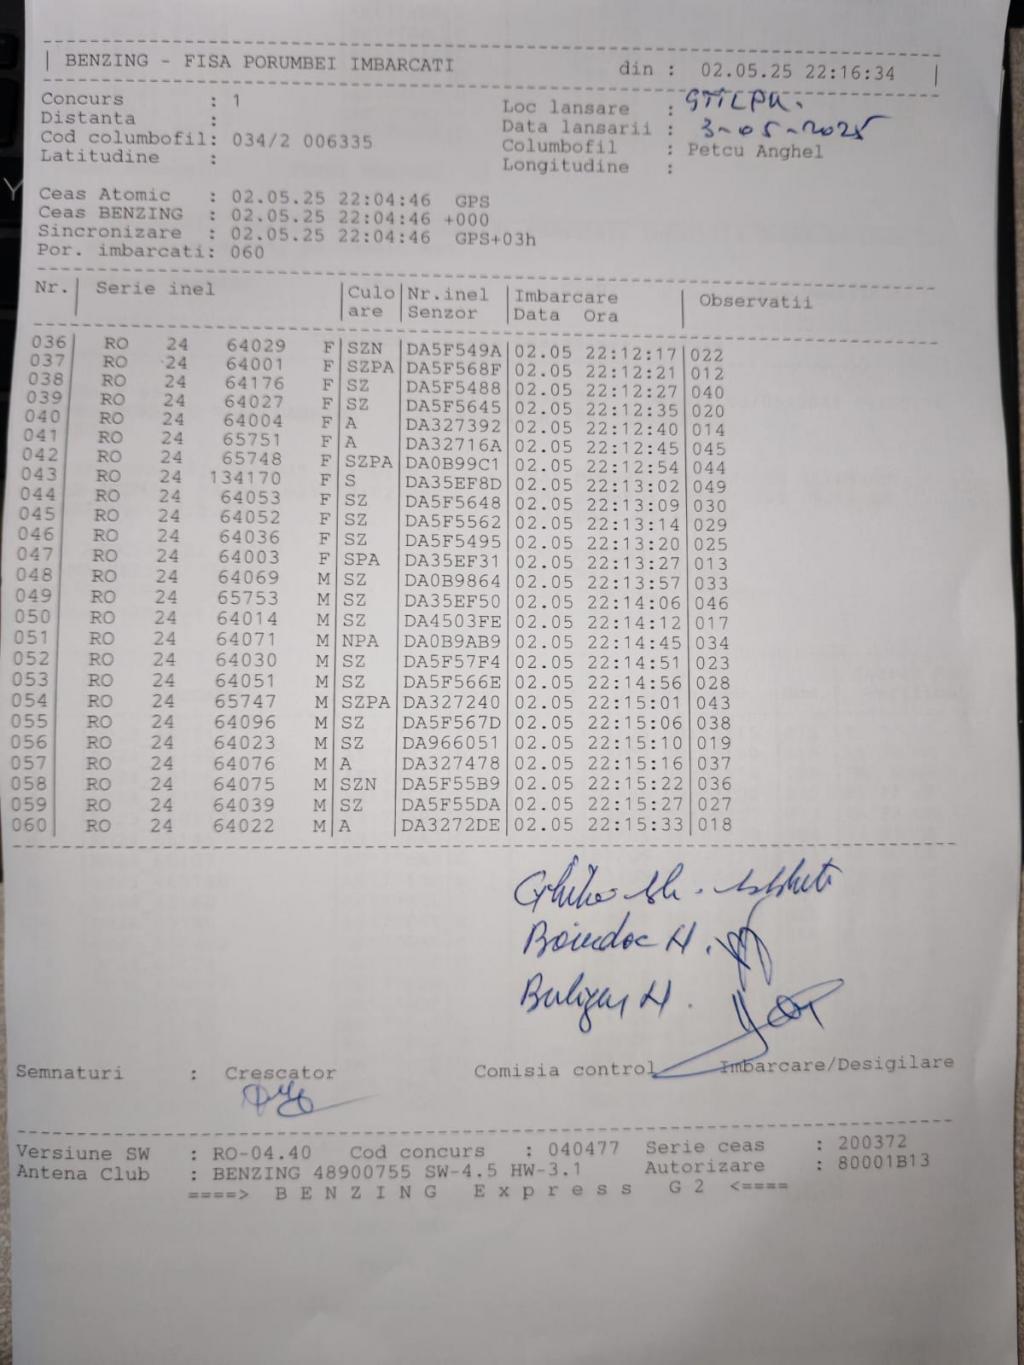 BENZING - FISA PORUMBEI IMBARCATI din : 02.05.25 22:16:34
Concurs : 1 Loc lansare :
Distanta : Data lansarii : 3-05-2025
Cod columbofil: 034/2 006335 Columbofil : Petcu Anghel
Latitudine : Longitudine :
Ceas Atomic : 02.05.25 22:04:46 GPS
Ceas BENZING : 02.05.25 22:04:46 +000
Sincronizare : 02.05.25 22:04:46 GPS+03h
Por. imbarcati: 060
Nr. Serie inel Culo Nr.inel Imbarcare Observatii
are Senzor Data Ora
036 RO 24 64029 F SZN DA5F549A 02.05 22:12:17 022
037 RO 24 64001 F SZPA DA5F568F 02.05 22:12:21 012
038 RO 24 64176 F SZ DA5F5488 02.05 22:12:27 040
039 RO 24 64027 F SZ DA5F5645 02.05 22:12:35 020
040 RO 24 64004 F A DA327392 02.05 22:12:40 014
041 RO 24 65751 F A DA32716A 02.05 22:12:45 045
042 RO 24 65748 F SZPA DA0B99C1 02.05 22:12:54 044
043 RO 24 134170 F S DA35EF8D 02.05 22:13:02 049
044 RO 24 64053 F SZ DA5F5648 02.05 22:13:09 030
045 RO 24 64052 F SZ DA5F5562 02.05 22:13:14 029
046 RO 24 64036 F SZ DA5F5495 02.05 22:13:20 025
047 RO 24 64003 F SPA DA35EF31 02.05 22:13:27 013
048 RO 24 64069 M SZ DA0B9864 02.05 22:13:57 033
049 RO 24 65753 M SZ DA35EF50 02.05 22:14:06 046
050 RO 24 64014 M SZ DA4503FE 02.05 22:14:12 017
051 RO 24 64071 M NPA DA0B9AB9 02.05 22:14:45 034
052 RO 24 64030 M SZ DA5F57F4 02.05 22:14:51 023
053 RO 24 64051 M SZ DA5F566E 02.05 22:14:56 028
054 RO 24 65747 M SZPA DA327240 02.05 22:15:01 043
055 RO 24 64096 M SZ DA5F567D 02.05 22:15:06 038
056 RO 24 64023 M SZ DA966051 02.05 22:15:10 019
057 RO 24 64076 M A DA327478 02.05 22:15:16 037
058 RO 24 64075 M SZN DA5F55B9 02.05 22:15:22 036
059 RO 24 64039 M SZ DA5F55DA 02.05 22:15:27 027
060 RO 24 64022 M A DA3272DE 02.05 22:15:33 018
Semnaturi : Crescator Comisia control Imbarcare/Desigilare
Versiune SW : RO-04.40 Cod concurs : 040477 Serie ceas : 200372
Antena Club : BENZING 48900755 SW-4.5 HW-3.1 Autorizare : 80001B13
====> B E N Z I N G E x p r e s s G 2 <====